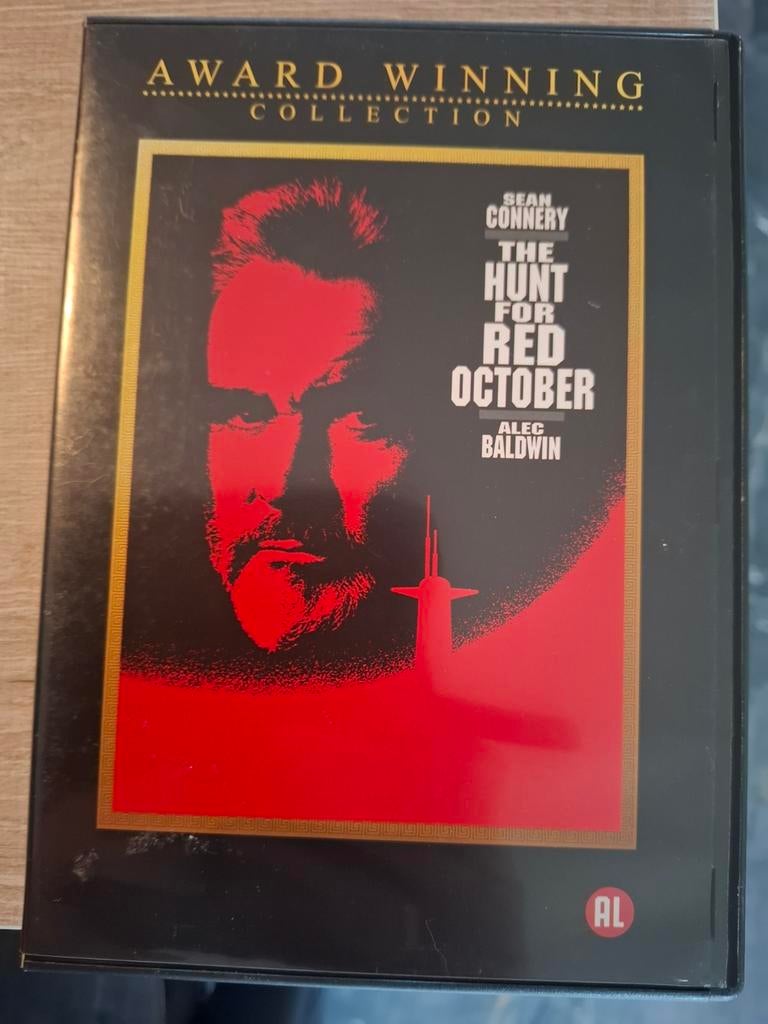 AWARD WINNING
COLLECTION
SEAN
CONNERY
THE
HUNT
FOR
RED
OCTOBER
ALEC
BALDWIN
AL